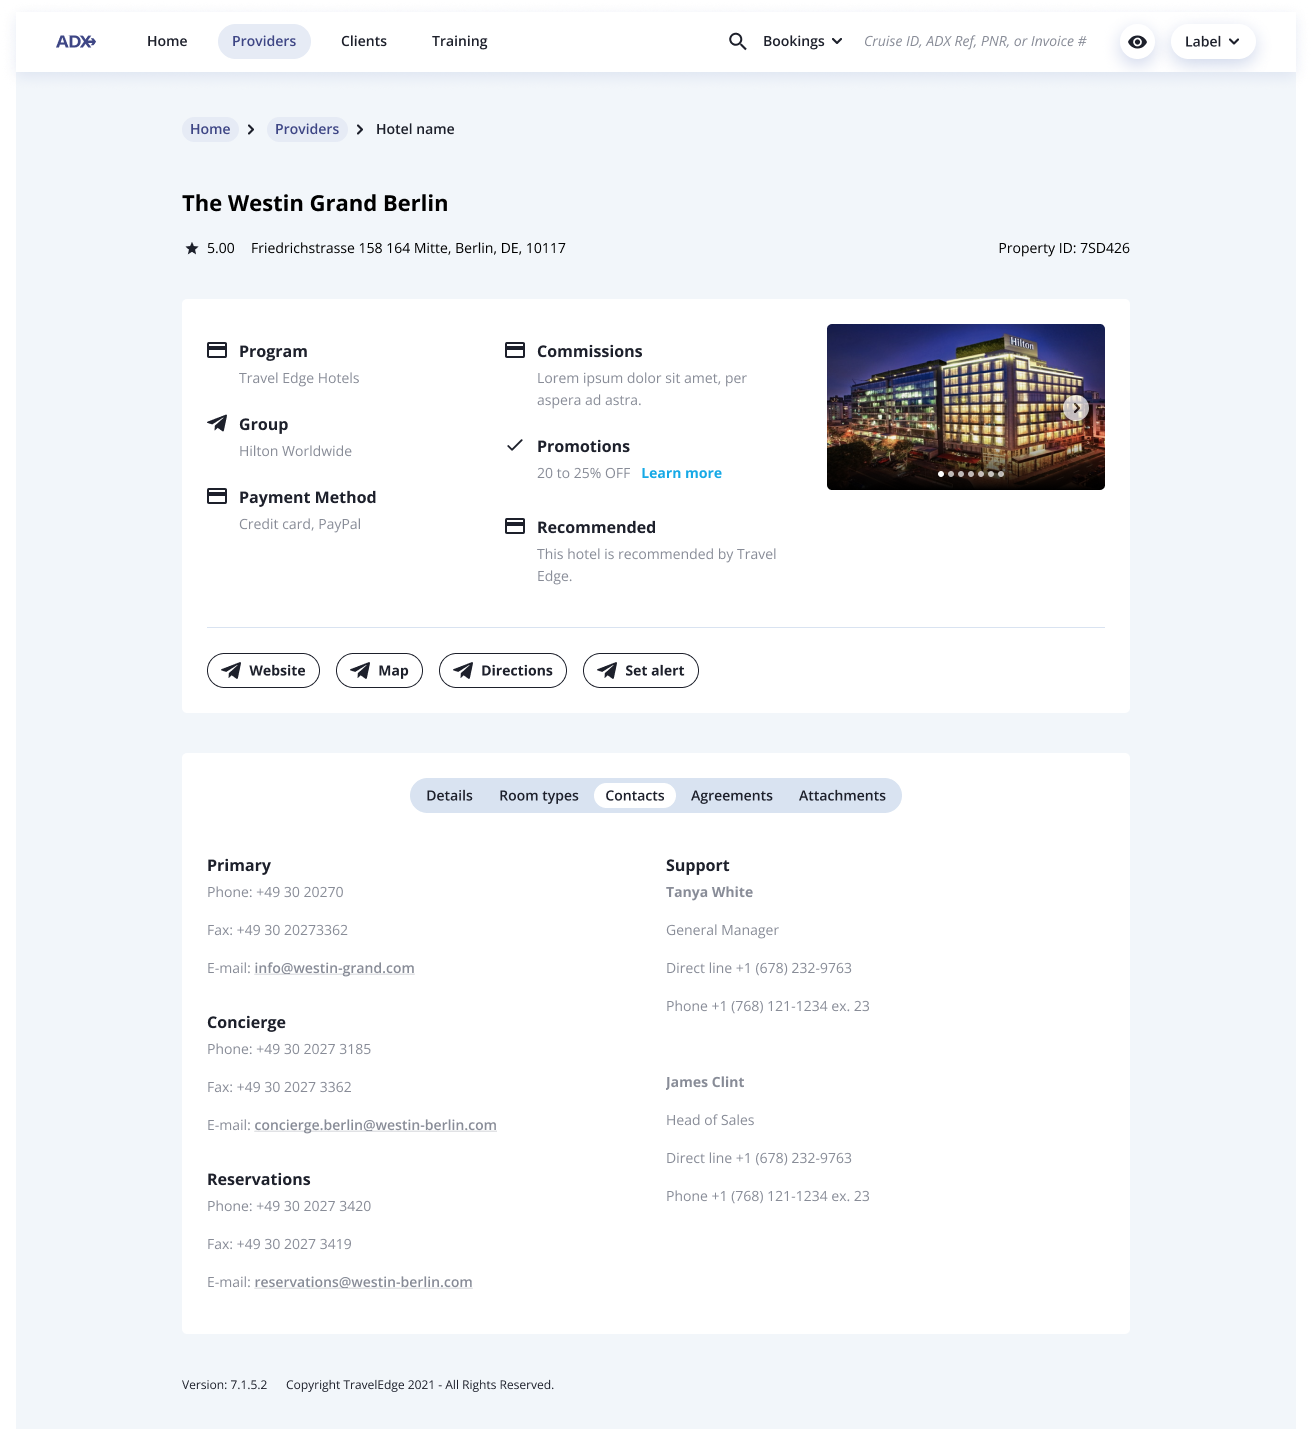 ADX
Home
Providers
Clients
Training
Bookings
Cruise ID, ADX Ref, PNR, or Invoice #
Label
Home
Providers
Hotel name
The Westin Grand Berlin
5.00
Friedrichstrasse 158 164 Mitte, Berlin, DE, 10117
Property ID: 7SD426
Program
Travel Edge Hotels
Group
Hilton Worldwide
Payment Method
Credit card, PayPal
Commissions
Lorem ipsum dolor sit amet, per
aspera ad astra.
Promotions
20 to 25% OFF Learn more
Recommended
This hotel is recommended by Travel
Edge.
Hilton
Website
Map
Directions
Set alert
Details
Room types
Contacts
Agreements
Attachments
Primary
Phone: +49 30 20270
Fax: +49 30 20273362
E-mail: info@westin-grand.com
Concierge
Phone: +49 30 2027 3185
Fax: +49 30 2027 3362
E-mail: concierge.berlin@westin-berlin.com
Reservations
Phone: +49 30 2027 3420
Fax: +49 30 2027 3419
E-mail: reservations@westin-berlin.com
Support
Tanya White
General Manager
Direct line +1 (678) 232-9763
Phone +1 (768) 121-1234 ex. 23
James Clint
Head of Sales
Direct line +1 (678) 232-9763
Phone +1 (768) 121-1234 ex. 23
Version: 7.1.5.2
Copyright TravelEdge 2021 - All Rights Reserved.